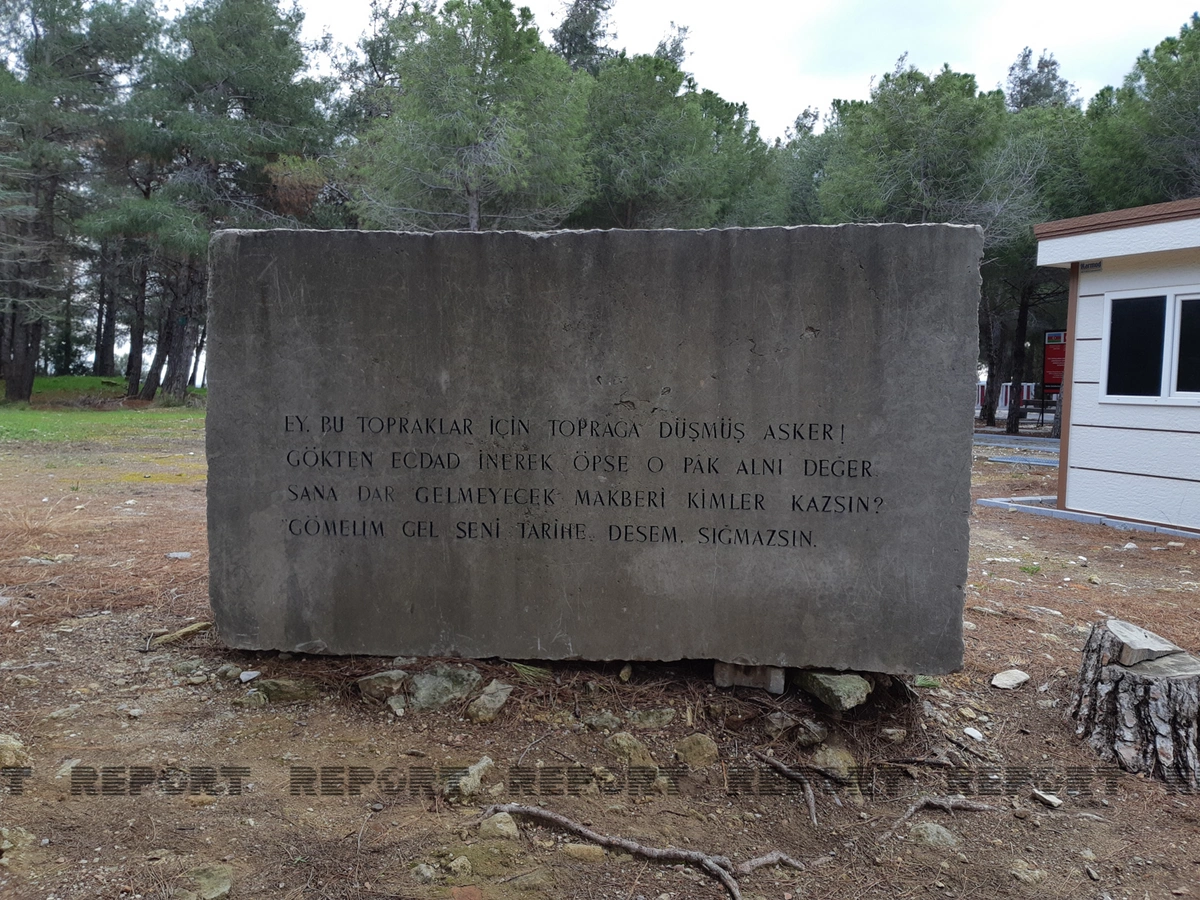 EY, BU TOPRAKLAR İÇİN TOPRAGA DÜŞMÜŞ ASKER!
GÖKTEN ECDAD İNEREK ÖPSE O PÂK ALNI DEĞER.
SANA DAR GELMEYECEK MAKBERİ KİMLER KAZSIN?
"GÖMELİM GEL SENİ TARİHE" DESEM, SIĞMAZSIN.
REPORT REPORT REPORT REPORT REPORT